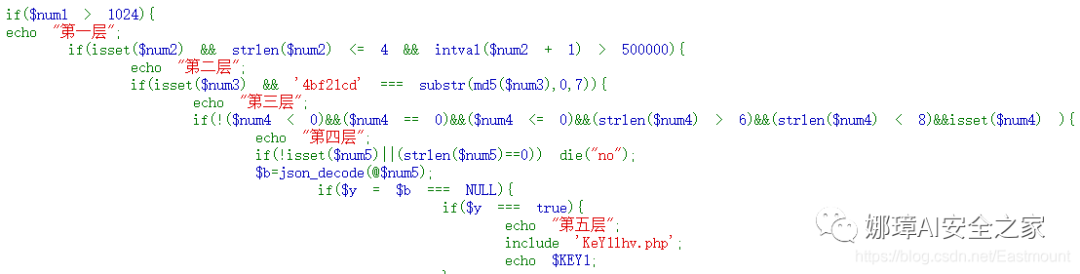 if($num1 > 1024){
echo "第一层";
if(isset($num2) && strlen($num2) <= 4 && intval($num2 + 1) > 500000){
echo "第二层";
if(isset($num3) && '4bf21cd' === substr(md5($num3),0,7)){
echo "第三层";
if(!($num4 < 0)&&($num4 == 0)&&($num4 <= 0)&&(strlen($num4) > 6)&&(strlen($num4) < 8)&&isset($num4) ){
echo "第四层";
if(!isset($num5)||(strlen($num5)==0)) die("no");
$b=json_decode(@$num5);
if($y = $b === NULL){
if($y === true){
echo "第五层";
include 'KeY1lhv.php';
echo $KEY1;
}
娜璋AI安全之家
https://blog.csdn.net/Eastmount